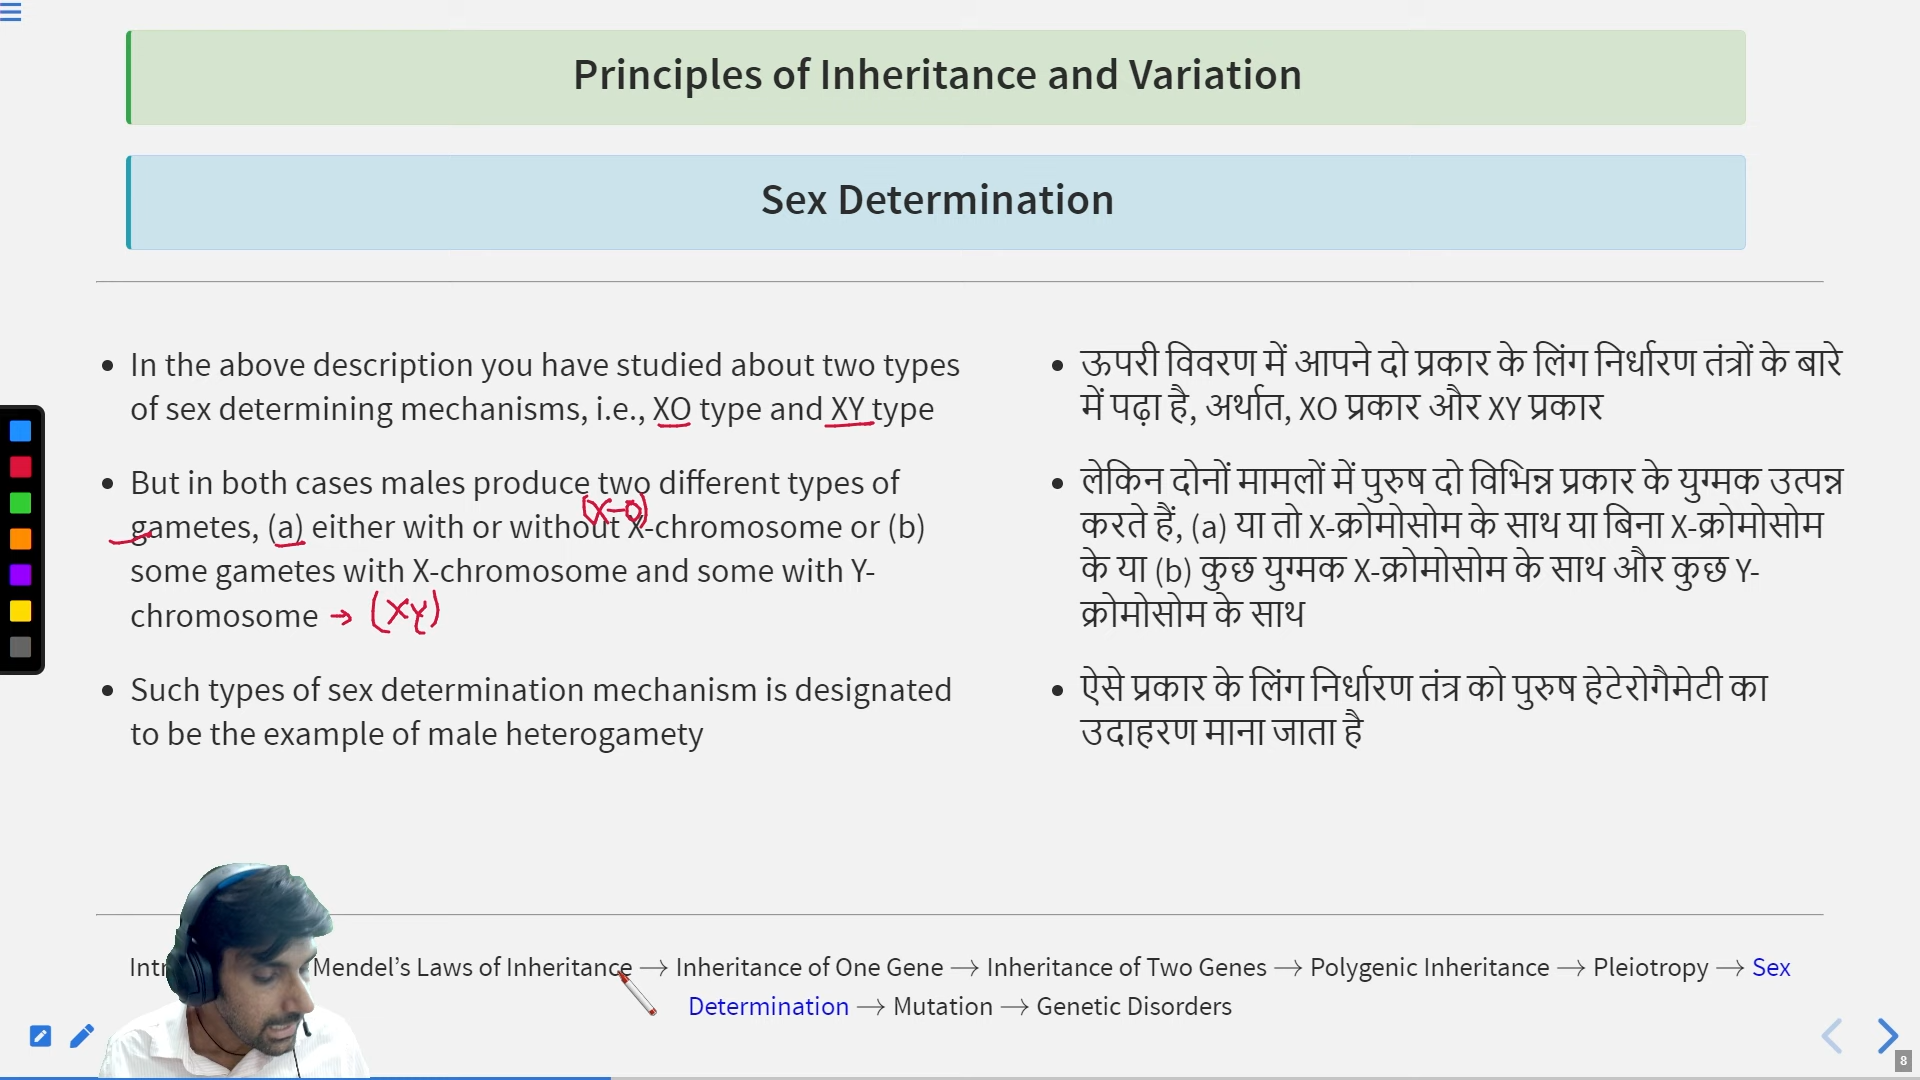 Principles of Inheritance and Variation
Sex Determination
In the above description you have studied about two types
of sex determining mechanisms, i.e., XO type and XY type
But in both cases males produce two different types of
(X-O)
gametes, (a) either with or without X-chromosome or (b)
some gametes with X-chromosome and some with Y-
chromosome → (XY)
Such types of sex determination mechanism is designated
to be the example of male heterogamety
ऊपरी विवरण में आपने दो प्रकार के लिंग निर्धारण तंत्रों के बारे
में पढ़ा है, अर्थात, XO प्रकार और XY प्रकार
लेकिन दोनों मामलों में पुरुष दो विभिन्न प्रकार के युग्मक उत्पन्न
करते हैं, (a) या तो X-क्रोमोसोम के साथ या बिना X-क्रोमोसोम
के या (b) कुछ युग्मक X-क्रोमोसोम के साथ और कुछ Y-
क्रोमोसोम के साथ
ऐसे प्रकार के लिंग निर्धारण तंत्र को पुरुष हेटेरोगैमेटी का
उदाहरण माना जाता है
Mendel’s Laws of Inheritance → Inheritance of One Gene → Inheritance of Two Genes → Polygenic Inheritance → Pleiotropy → Sex
Determination → Mutation → Genetic Disorders
8